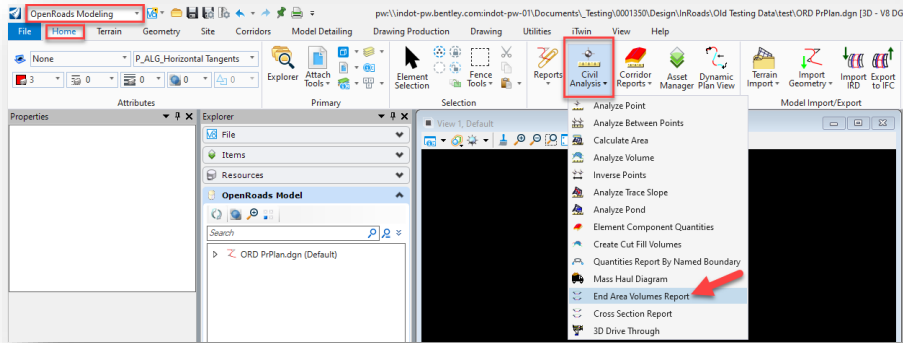 OpenRoads Modeling pwc:\\indot-pw.bentley.com:indot-pw-01\Documents\_Testing\0001350\Design\InRoads\Old Testing Data\test\ORD PrPlan.dgn [3D - V8 DG
File Home Terrain Geometry Site Corridors Model Detailing Drawing Production Drawing Utilities iTwin View Help
None P_ALG_Horizontal Tangents
3 0 0 0 0
Explorer Attach Tools Element Selection Fence Tools Reports Civil Analysis Corridor Reports Asset Manager Dynamic Plan View Terrain Import Import Geometry Import IRD Export to IFC
Attributes Primary Selection Model Import/Export
Properties
Explorer
File
Items
Resources
OpenRoads Model
Search
ORD PrPlan.dgn (Default)
View 1, Default
Analyze Point
Analyze Between Points
Calculate Area
Analyze Volume
Inverse Points
Analyze Trace Slope
Analyze Pond
Element Component Quantities
Create Cut Fill Volumes
Quantities Report By Named Boundary
Mass Haul Diagram
End Area Volumes Report
Cross Section Report
3D Drive Through